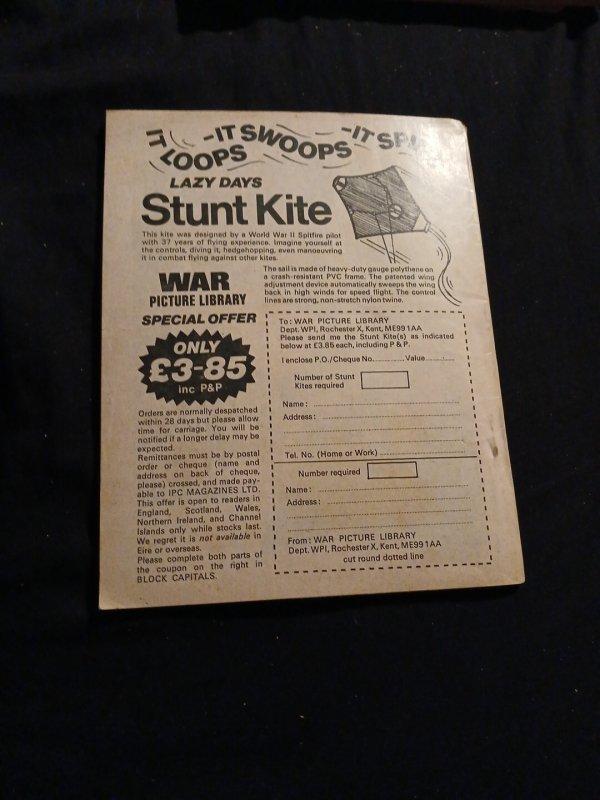 IT LOOPS -IT SWOOPS -IT
LAZY DAYS
Stunt Kite
This kite was designed by a World War II Spitfire pilot
with 37 years of flying experience. Imagine yourself at
the controls, diving it, hedgehopping, even manoeuvring
it in combat flying against other kites.
WAR
PICTURE LIBRARY
SPECIAL OFFER
ONLY
£3-85
inc P&P
The sail is made of heavy-duty gauge polythene on
a crash-resistant PVC frame. The patented wing
adjustment device automatically sweeps the wing
back in high winds for speed flight. The control
lines are strong, non-stretch nylon twine.
Orders are normally despatched
within 28 days but please allow
time for carriage. You will be
notified if a longer delay may be
expected.
Remittances must be by postal
order or cheque (name and
address on back of cheque,
please) crossed, and made pay-
able to IPC MAGAZINES LTD.
This offer is open to readers in
England, Scotland, Wales,
Northern Ireland, and Channel
Islands only while stocks last.
We regret it is not available in
Eire or overseas.
Please complete both parts of
the coupon on the right in
BLOCK CAPITALS.
To: WAR PICTURE LIBRARY
Dept. WPI, Rochester X, Kent, ME99 1AA
Please send me the Stunt Kite(s) as indicated
below at £3.85 each, including P & P.
I enclose P.O./Cheque No. ............ Value ............
Number of Stunt
Kites required
Name: ............
Address: ............
Tel. No. (Home or Work) ............
Number required
Name: ............
Address: ............
From: WAR PICTURE LIBRARY
Dept. WPI, Rochester X, Kent, ME99 1AA
cut round dotted line